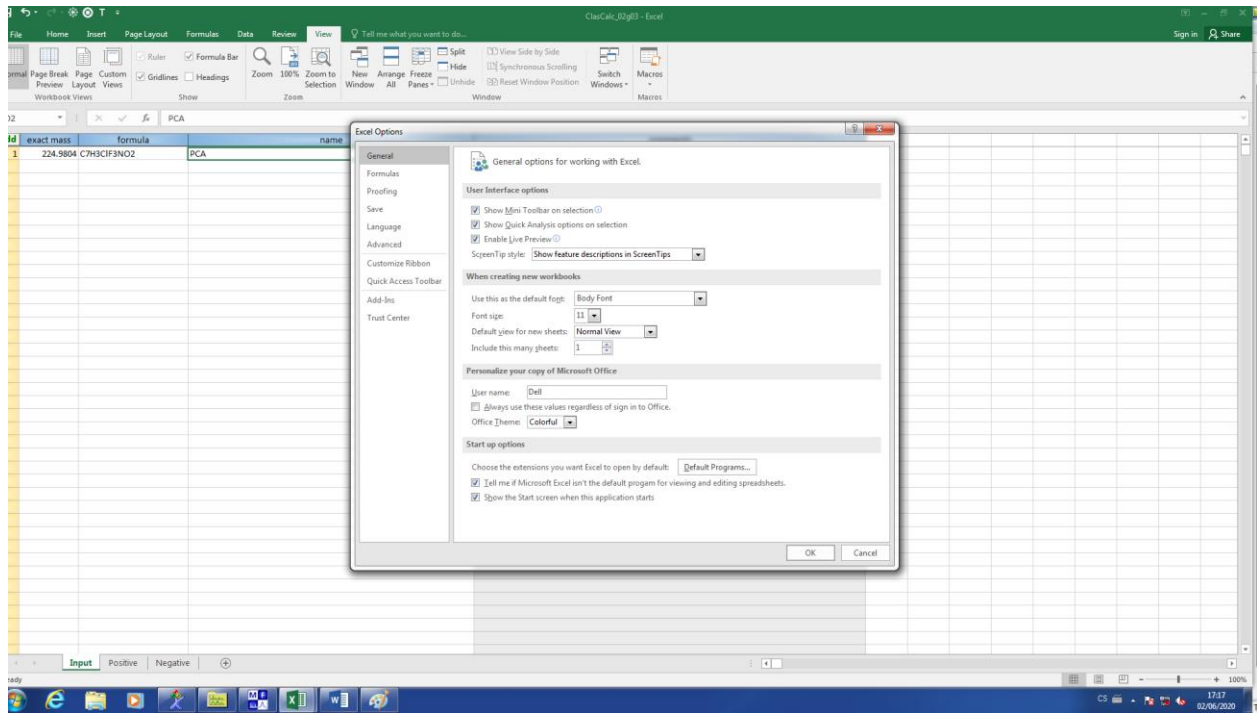 ClasCalc_02g03 - Excel
File Home Insert Page Layout Formulas Data Review View Tell me what you want to do... Sign in Share
Page Break Preview Page Layout Custom Views
Workbook Views
Ruler Formula Bar
Gridlines Headings
Show
Zoom 100% Zoom to Selection
Zoom
New Window Arrange All Freeze Panes
Split
Hide
Unhide
View Side by Side
Synchronous Scrolling
Reset Window Position
Switch Windows
Window
Macros
Macros
fx PCA
Id exact mass formula name
1 224.9804 C7H3ClF3NO2 PCA
Excel Options
General
Formulas
Proofing
Save
Language
Advanced
Customize Ribbon
Quick Access Toolbar
Add-Ins
Trust Center
General options for working with Excel.
User Interface options
Show Mini Toolbar on selection
Show Quick Analysis options on selection
Enable Live Preview
ScreenTip style: Show feature descriptions in ScreenTips
When creating new workbooks
Use this as the default font: Body Font
Font size: 11
Default view for new sheets: Normal View
Include this many sheets: 1
Personalize your copy of Microsoft Office
User name: Dell
Always use these values regardless of sign in to Office.
Office Theme: Colorful
Start up options
Choose the extensions you want Excel to open by default: Default Programs...
Tell me if Microsoft Excel isn't the default progam for viewing and editing spreadsheets.
Show the Start screen when this application starts
OK Cancel
Input Positive Negative
100%
CS 17:17
02/06/2020